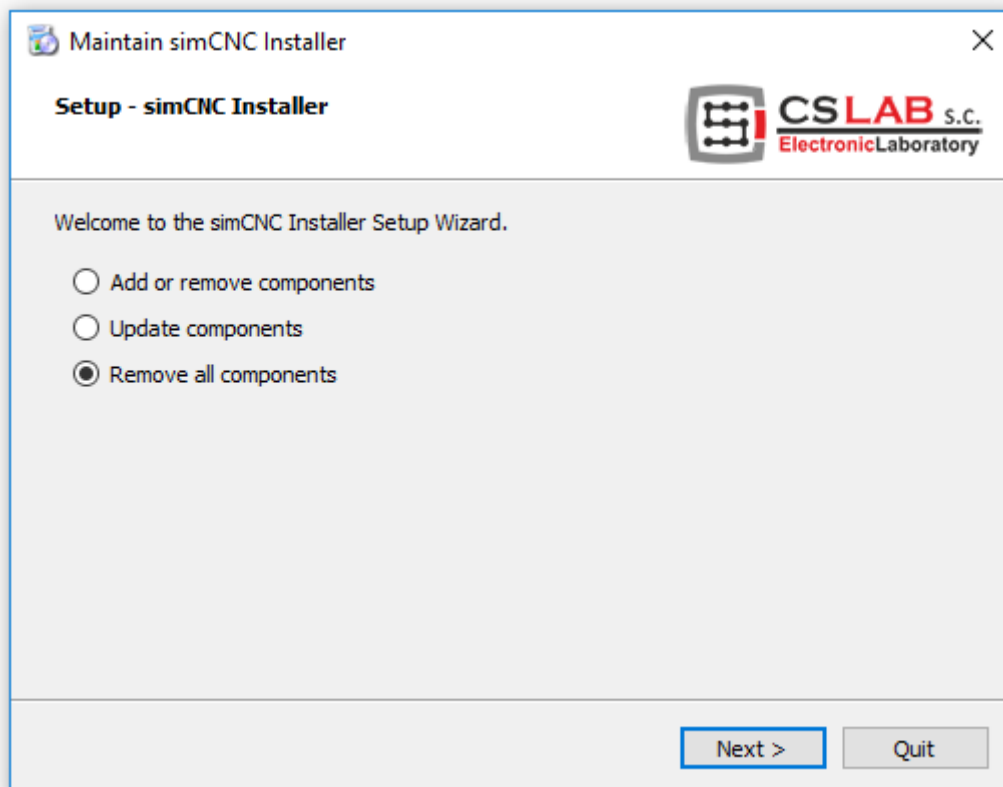 Maintain simCNC Installer
Setup - simCNC Installer
CSLAB s.c.
ElectronicLaboratory
Welcome to the simCNC Installer Setup Wizard.
Add or remove components
Update components
Remove all components
Next >
Quit